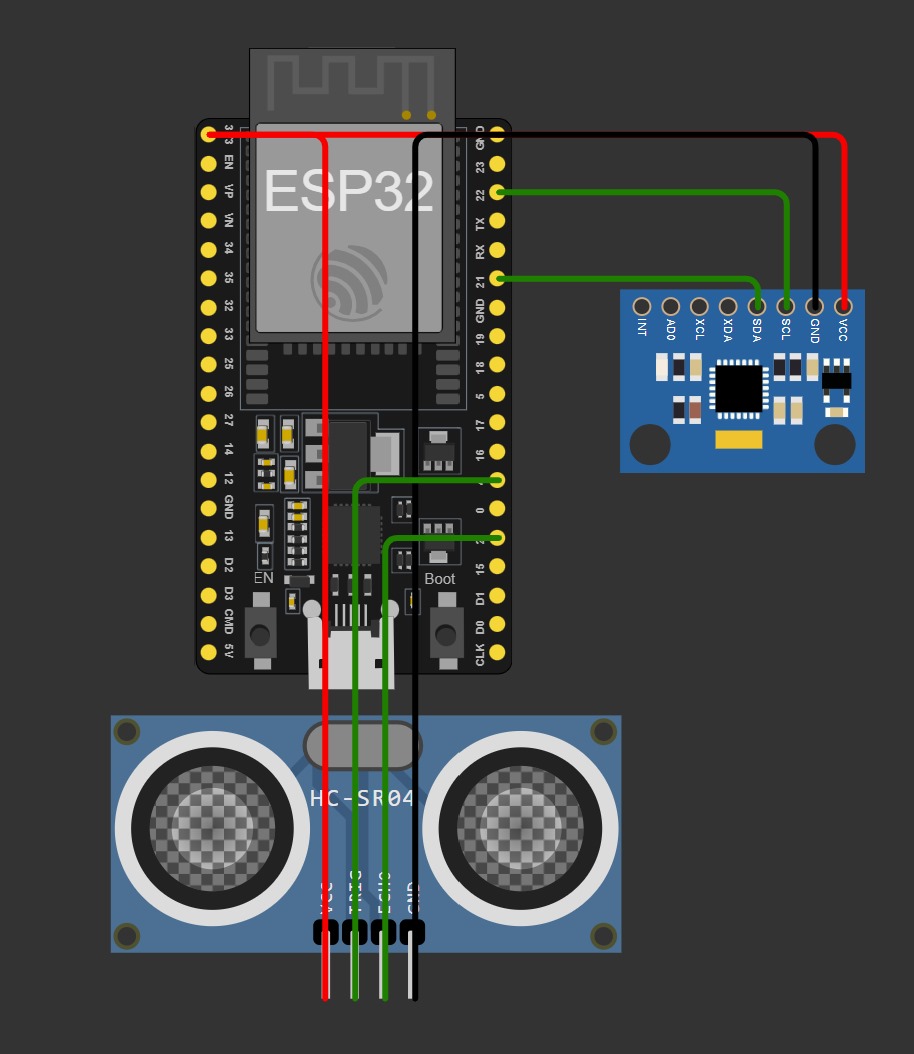 ESP32
3
3
EN
VP
VN
34
35
32
33
25
26
27
14
12
GND
13
D2
D3
CMD
5V
GND
23
22
TX
RX
21
GND
19
18
5
17
16
0
2
15
D1
D0
CLK
EN
Boot
INT
AD0
XCL
XDA
SDA
SCL
GND
VCC
HC-SR04
VCC
TRIG
ECHO
GND